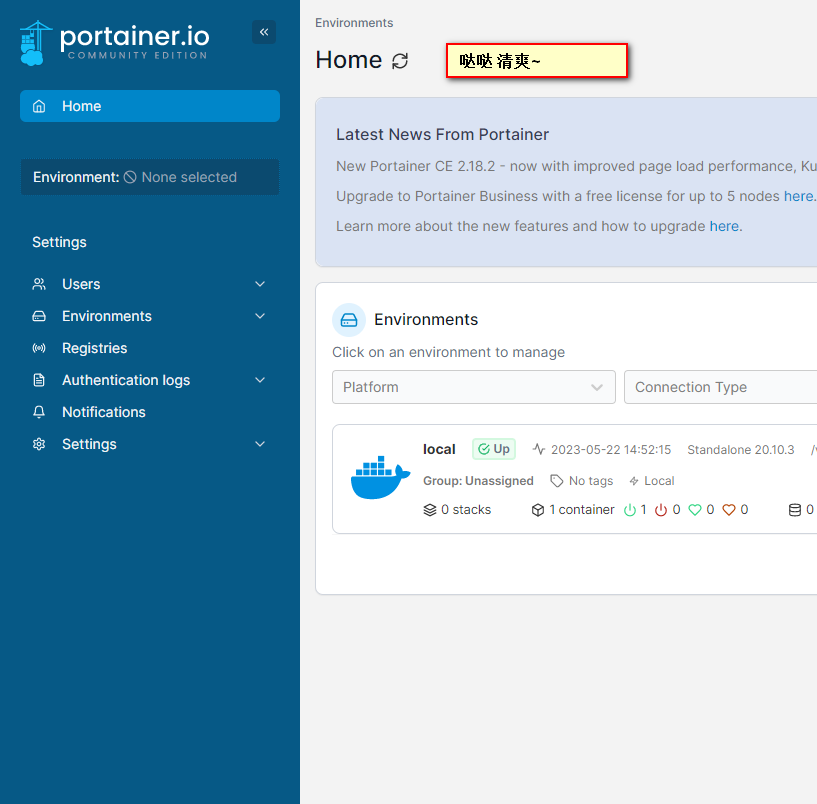 portainer.io
COMMUNITY EDITION
Home
Environment: None selected
Settings
Users
Environments
Registries
Authentication logs
Notifications
Settings
Environments
Home
哒哒 清爽~
Latest News From Portainer
New Portainer CE 2.18.2 - now with improved page load performance,
Upgrade to Portainer Business with a free license for up to 5 nodes here.
Learn more about the new features and how to upgrade here.
Environments
Click on an environment to manage
Platform
Connection Type
local Up 2023-05-22 14:52:15 Standalone 20.10.3
Group: Unassigned No tags Local
0 stacks 1 container 1 0 0 0 0